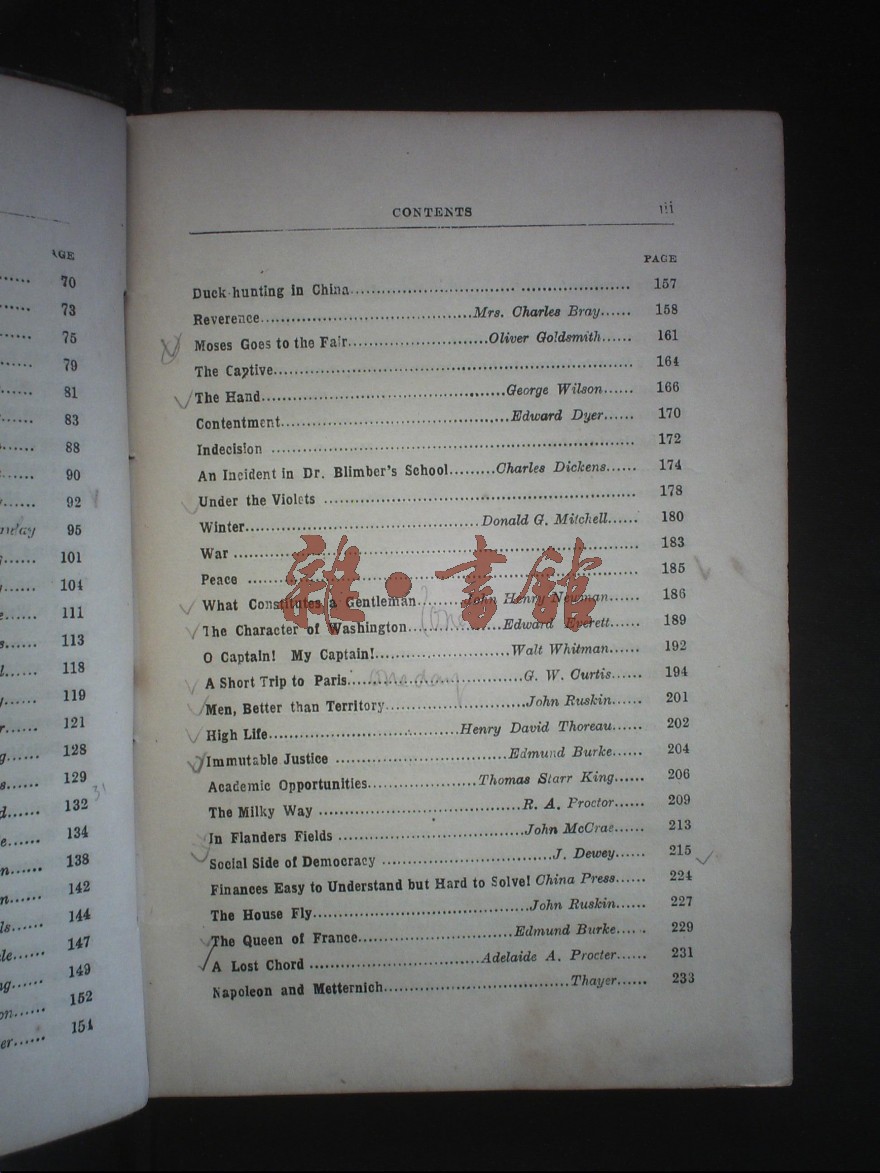 AGE
70
73
75
79
81
83
88
90
92
95
101
104
111
113
118
119
121
128
129
132
31
134
138
142
144
147
149
152
154
CONTENTS iii
PAGE
Duck-hunting in China............................................................ 157
Reverence..........................................Mrs. Charles Bray...... 158
Moses Goes to the Fair............................Oliver Goldsmith...... 161
The Captive...................................................................... 164
The Hand................................................George Wilson...... 166
Contentment.............................................Edward Dyer...... 170
Indecision ...................................................................... 172
An Incident in Dr. Blimber's School.........Charles Dickens...... 174
Under the Violets .............................................................. 178
Winter..............................................Donald G. Mitchell...... 180
War ............................................................................... 183
Peace ............................................................................. 185
What Constitutes a Gentleman.........John Henry Newman...... 186
The Character of Washington...................Edward Everett...... 189
O Captain! My Captain!...........................Walt Whitman...... 192
A Short Trip to Paris...................................G. W. Curtis...... 194
Men, Better than Territory............................John Ruskin...... 201
High Life......................................Henry David Thoreau...... 202
Immutable Justice ..................................Edmund Burke...... 204
Academic Opportunities......................Thomas Starr King...... 206
The Milky Way ........................................R. A. Proctor...... 209
In Flanders Fields .....................................John McCrae...... 213
Social Side of Democracy ..................................J. Dewey...... 215
Finances Easy to Understand but Hard to Solve! China Press...... 224
The House Fly...........................................John Ruskin...... 227
The Queen of France...............................Edmund Burke...... 229
A Lost Chord ..................................Adelaide A. Procter...... 231
Napoleon and Metternich.....................................Thayer...... 233
雜·書館